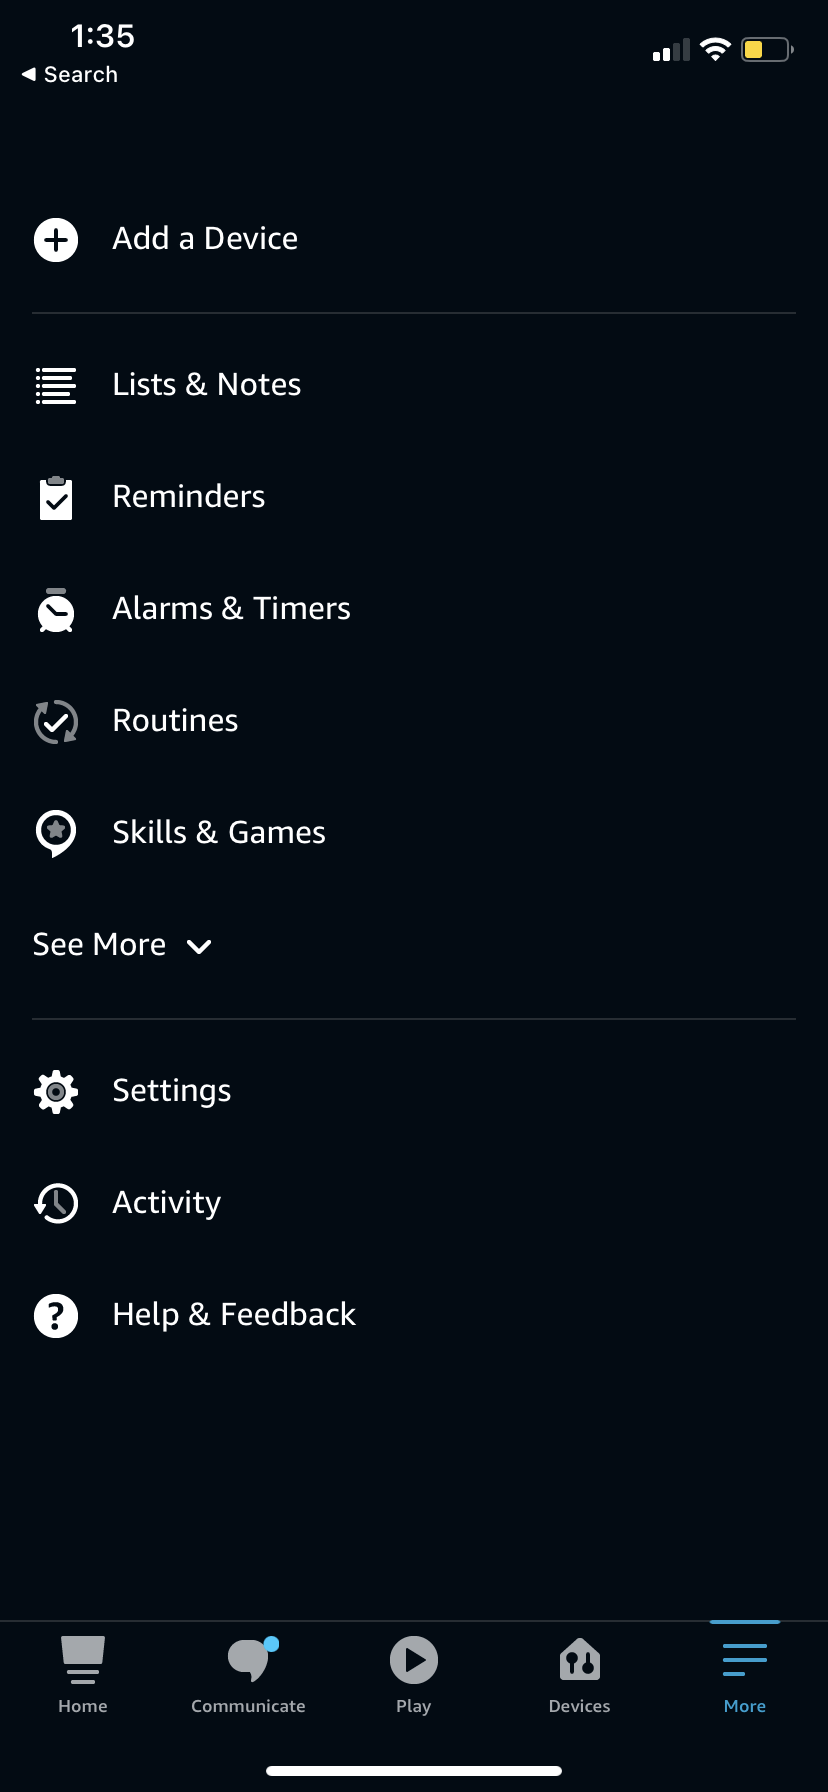 1:35
Search
Add a Device
Lists & Notes
Reminders
Alarms & Timers
Routines
Skills & Games
See More
Settings
Activity
Help & Feedback
Home Communicate Play Devices More